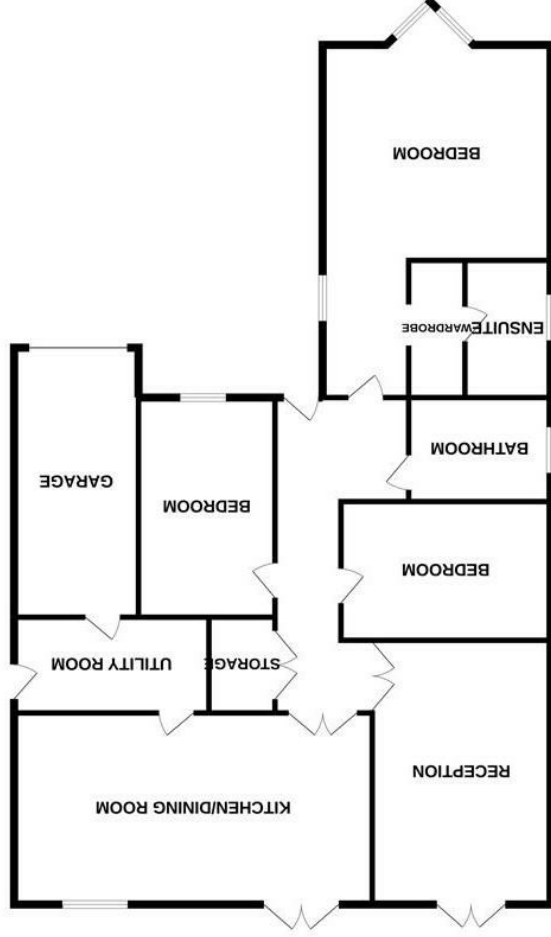 BEDROOM
WARDROBE
ENSUITE
BATHROOM
GARAGE
BEDROOM
BEDROOM
UTILITY ROOM
STORAGE
RECEPTION
KITCHEN/DINING ROOM